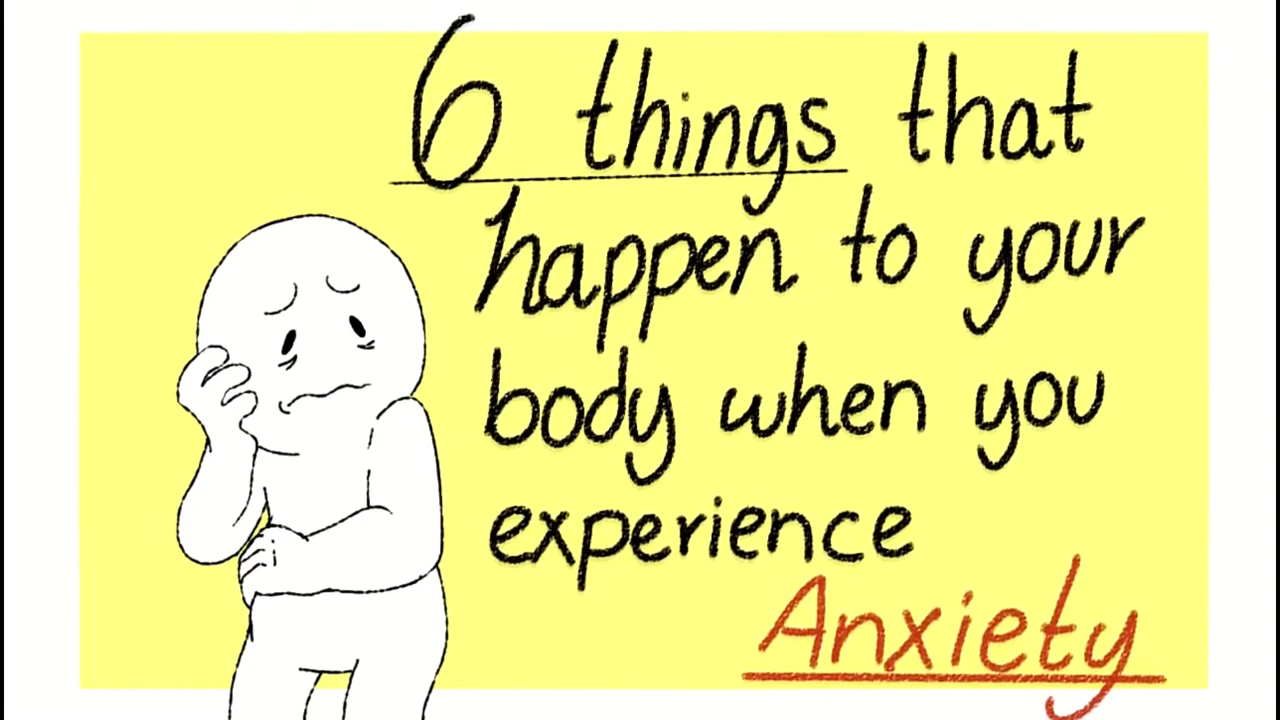 6 things that
happen to your
body when you
experience
Anxiety